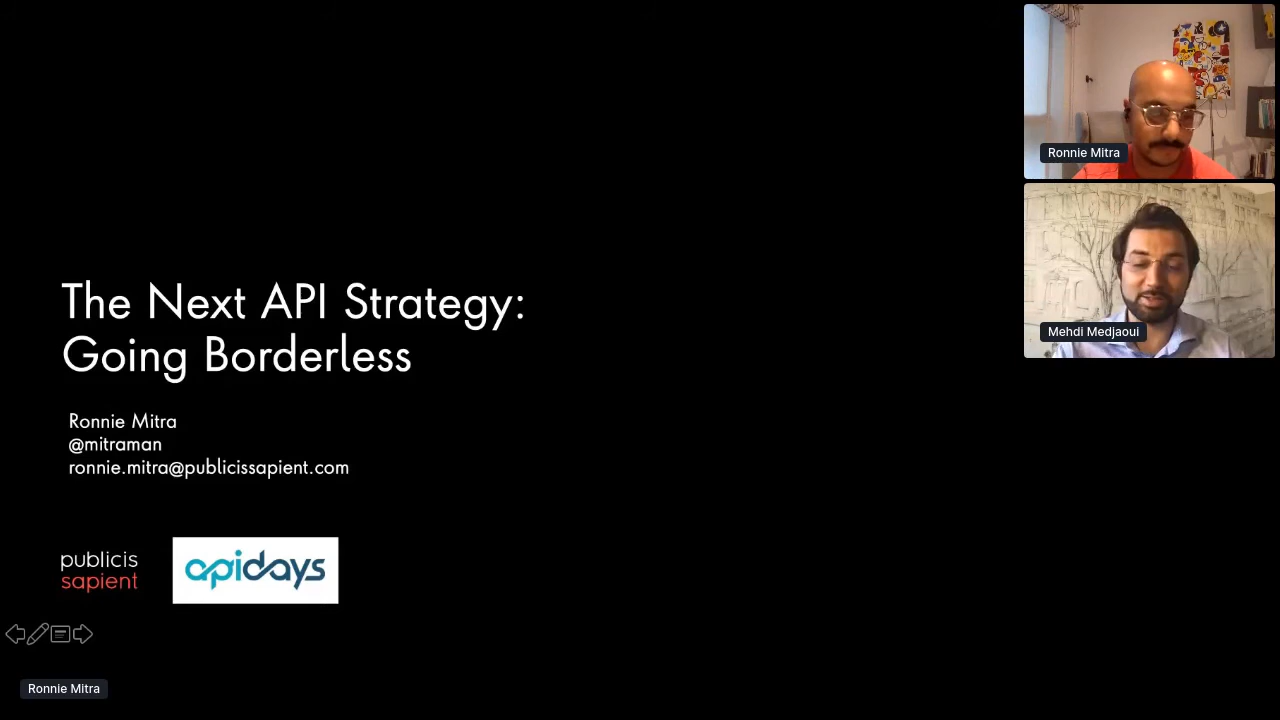 The Next API Strategy:
Going Borderless
Ronnie Mitra
@mitraman
ronnie.mitra@publicissapient.com
publicis
sapient
apidays
Ronnie Mitra
Ronnie Mitra
Mehdi Medjaoui